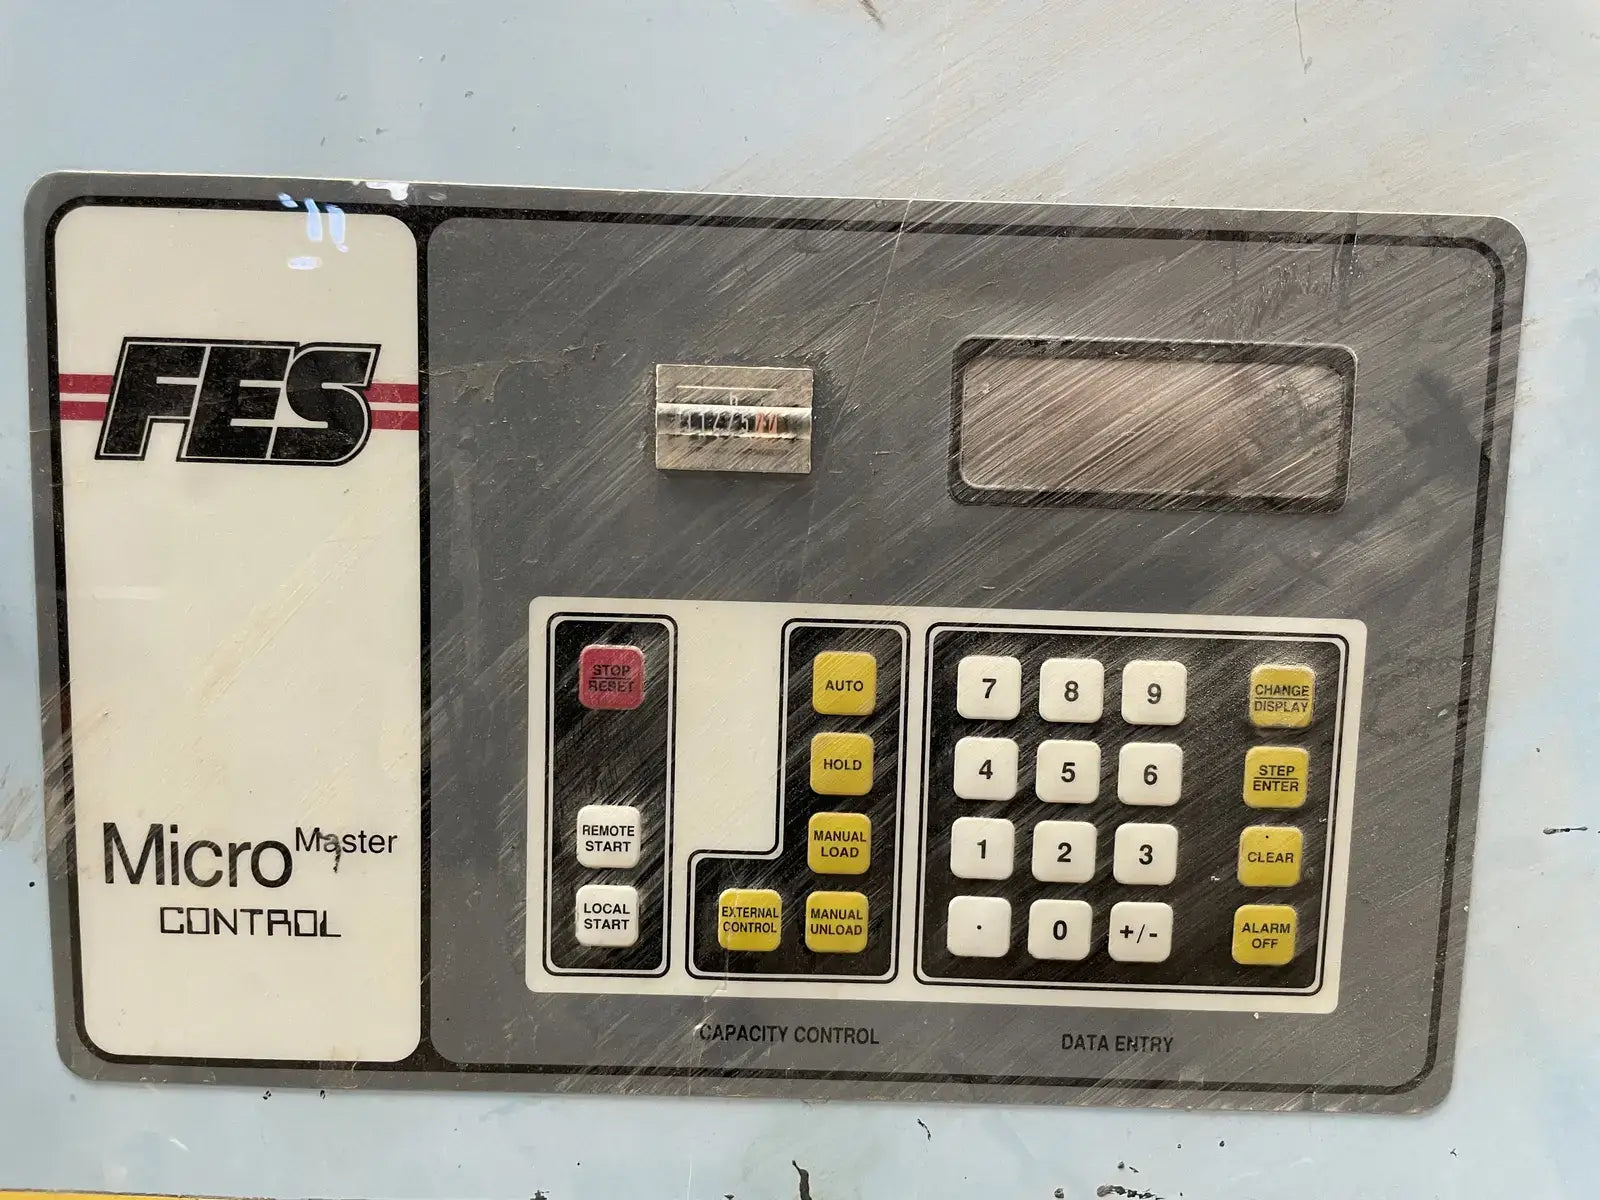 FES
h
Micro Master
CONTROL
STOP
RESET
REMOTE
START
LOCAL
START
AUTO
HOLD
MANUAL
LOAD
EXTERNAL
CONTROL
MANUAL
UNLOAD
7 8 9
CHANGE
DISPLAY
4 5 6
STEP
ENTER
1 2 3
CLEAR
. 0 +/-
ALARM
OFF
CAPACITY CONTROL
DATA ENTRY